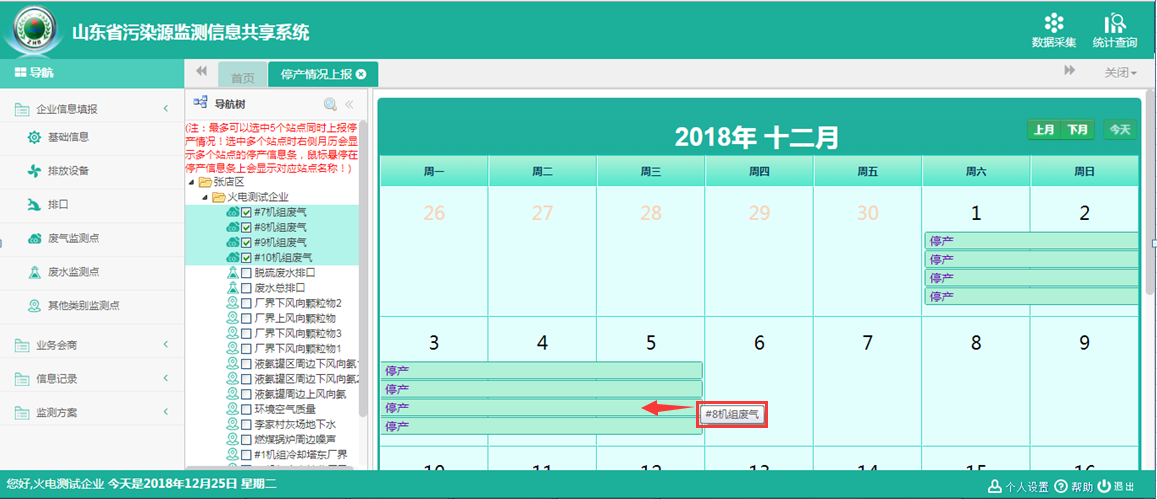 山东省污染源监测信息共享系统
数据采集 统计查询
导航
首页 停产情况上报
关闭
企业信息填报
基础信息
排放设备
排口
废气监测点
废水监测点
其他类别监测点
业务会商
信息记录
监测方案
导航树
(注：最多可以选中5个站点同时上报停
产情况！选中多个站点时右侧月历会显
示多个站点的停产信息条，鼠标悬停在
停产信息条上会显示对应站点名称！)
张店区
火电测试企业
#7机组废气
#8机组废气
#9机组废气
#10机组废气
脱硫废水排口
废水总排口
厂界下风向颗粒物2
厂界上风向颗粒物
厂界下风向颗粒物3
厂界下风向颗粒物1
液氨罐区周边下风向氨1
液氨罐区周边下风向氨2
液氨罐周边上风向氨
环境空气质量
李家村灰场地下水
燃煤锅炉周边噪声
#1机组冷却塔东厂界
2018年 十二月
上月 下月 今天
周一 周二 周三 周四 周五 周六 周日
26 27 28 29 30 1 2
停产
停产
停产
停产
3 4 5 6 7 8 9
停产
停产
停产
停产
#8机组废气
10 11 12 13 14 15 16
您好,火电测试企业 今天是2018年12月25日 星期二
个人设置 帮助 退出